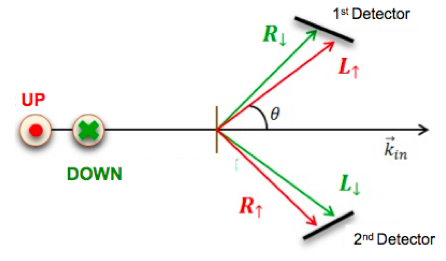 1st Detector
R↓
L↑
UP
θ
k⃗in
DOWN
L↓
R↑
2nd Detector